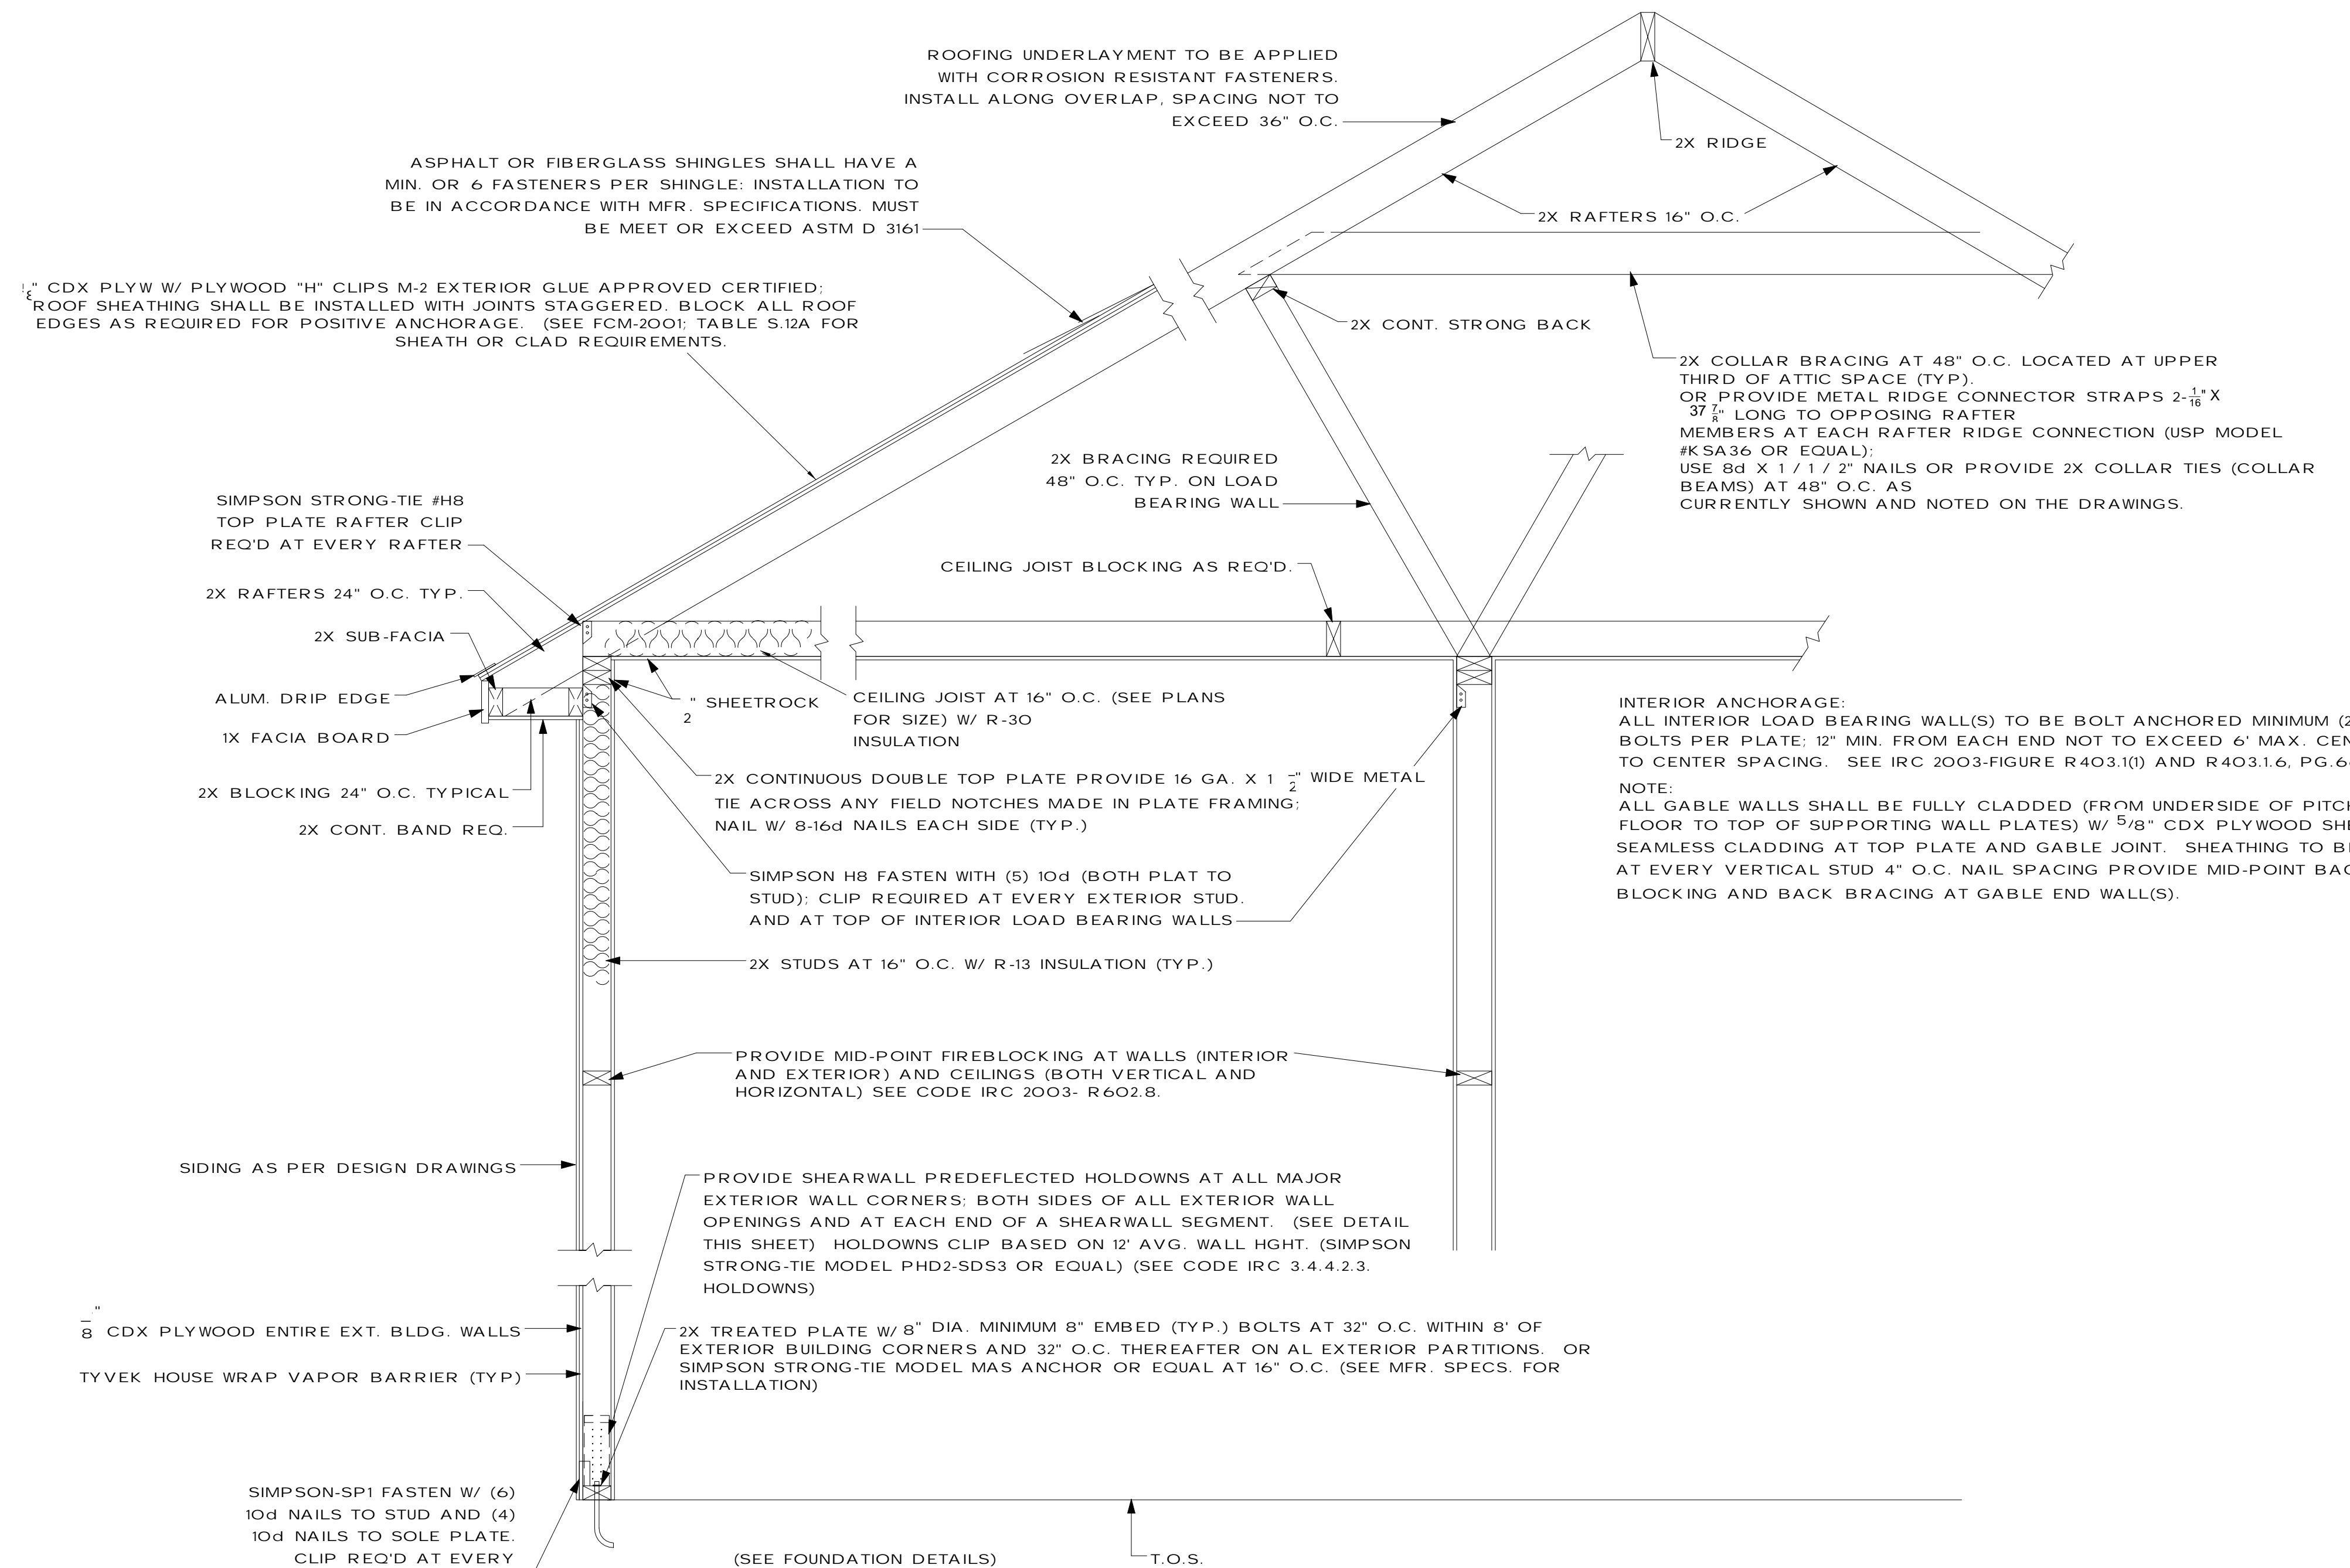 ROOFING UNDERLAYMENT TO BE APPLIED
WITH CORROSION RESISTANT FASTENERS.
INSTALL ALONG OVERLAP, SPACING NOT TO
EXCEED 36" O.C.
2X RIDGE
ASPHALT OR FIBERGLASS SHINGLES SHALL HAVE A
MIN. OR 6 FASTENERS PER SHINGLE: INSTALLATION TO
BE IN ACCORDANCE WITH MFR. SPECIFICATIONS. MUST
BE MEET OR EXCEED ASTM D 3161
2X RAFTERS 16" O.C.
" CDX PLYW W/ PLYWOOD "H" CLIPS M-2 EXTERIOR GLUE APPROVED CERTIFIED;
ROOF SHEATHING SHALL BE INSTALLED WITH JOINTS STAGGERED. BLOCK ALL ROOF
EDGES AS REQUIRED FOR POSITIVE ANCHORAGE. (SEE FCM-2001; TABLE S.12A FOR
SHEATH OR CLAD REQUIREMENTS.
2X CONT. STRONG BACK
2X COLLAR BRACING AT 48" O.C. LOCATED AT UPPER
THIRD OF ATTIC SPACE (TYP).
OR PROVIDE METAL RIDGE CONNECTOR STRAPS 2-1/16" X
37 7/8" LONG TO OPPOSING RAFTER
MEMBERS AT EACH RAFTER RIDGE CONNECTION (USP MODEL
#KSA36 OR EQUAL);
USE 8d X 1 / 1 / 2" NAILS OR PROVIDE 2X COLLAR TIES (COLLAR
BEAMS) AT 48" O.C. AS
CURRENTLY SHOWN AND NOTED ON THE DRAWINGS.
2X BRACING REQUIRED
48" O.C. TYP. ON LOAD
BEARING WALL
SIMPSON STRONG-TIE #H8
TOP PLATE RAFTER CLIP
REQ'D AT EVERY RAFTER
CEILING JOIST BLOCKING AS REQ'D.
2X RAFTERS 24" O.C. TYP.
2X SUB-FACIA
ALUM. DRIP EDGE
1X FACIA BOARD
2X BLOCKING 24" O.C. TYPICAL
2X CONT. BAND REQ.
" SHEETROCK
2
CEILING JOIST AT 16" O.C. (SEE PLANS
FOR SIZE) W/ R-30
INSULATION
2X CONTINUOUS DOUBLE TOP PLATE PROVIDE 16 GA. X 1 2" WIDE METAL
TIE ACROSS ANY FIELD NOTCHES MADE IN PLATE FRAMING;
NAIL W/ 8-16d NAILS EACH SIDE (TYP.)
SIMPSON H8 FASTEN WITH (5) 10d (BOTH PLAT TO
STUD); CLIP REQUIRED AT EVERY EXTERIOR STUD.
AND AT TOP OF INTERIOR LOAD BEARING WALLS
2X STUDS AT 16" O.C. W/ R-13 INSULATION (TYP.)
INTERIOR ANCHORAGE:
ALL INTERIOR LOAD BEARING WALL(S) TO BE BOLT ANCHORED MINIMUM (2
BOLTS PER PLATE; 12" MIN. FROM EACH END NOT TO EXCEED 6' MAX. CEN
TO CENTER SPACING. SEE IRC 2003-FIGURE R403.1(1) AND R403.1.6, PG.6
NOTE:
ALL GABLE WALLS SHALL BE FULLY CLADDED (FROM UNDERSIDE OF PITCH
FLOOR TO TOP OF SUPPORTING WALL PLATES) W/ 5/8" CDX PLYWOOD SHE
SEAMLESS CLADDING AT TOP PLATE AND GABLE JOINT. SHEATHING TO B
AT EVERY VERTICAL STUD 4" O.C. NAIL SPACING PROVIDE MID-POINT BAC
BLOCKING AND BACK BRACING AT GABLE END WALL(S).
PROVIDE MID-POINT FIREBLOCKING AT WALLS (INTERIOR
AND EXTERIOR) AND CEILINGS (BOTH VERTICAL AND
HORIZONTAL) SEE CODE IRC 2003- R602.8.
SIDING AS PER DESIGN DRAWINGS
PROVIDE SHEARWALL PREDEFLECTED HOLDOWNS AT ALL MAJOR
EXTERIOR WALL CORNERS; BOTH SIDES OF ALL EXTERIOR WALL
OPENINGS AND AT EACH END OF A SHEARWALL SEGMENT. (SEE DETAIL
THIS SHEET) HOLDOWNS CLIP BASED ON 12' AVG. WALL HGHT. (SIMPSON
STRONG-TIE MODEL PHD2-SDS3 OR EQUAL) (SEE CODE IRC 3.4.4.2.3.
HOLDOWNS)
8" CDX PLYWOOD ENTIRE EXT. BLDG. WALLS
TYVEK HOUSE WRAP VAPOR BARRIER (TYP)
2X TREATED PLATE W/ 8" DIA. MINIMUM 8" EMBED (TYP.) BOLTS AT 32" O.C. WITHIN 8' OF
EXTERIOR BUILDING CORNERS AND 32" O.C. THEREAFTER ON AL EXTERIOR PARTITIONS. OR
SIMPSON STRONG-TIE MODEL MAS ANCHOR OR EQUAL AT 16" O.C. (SEE MFR. SPECS. FOR
INSTALLATION)
SIMPSON-SP1 FASTEN W/ (6)
10d NAILS TO STUD AND (4)
10d NAILS TO SOLE PLATE.
CLIP REQ'D AT EVERY
(SEE FOUNDATION DETAILS)
T.O.S.